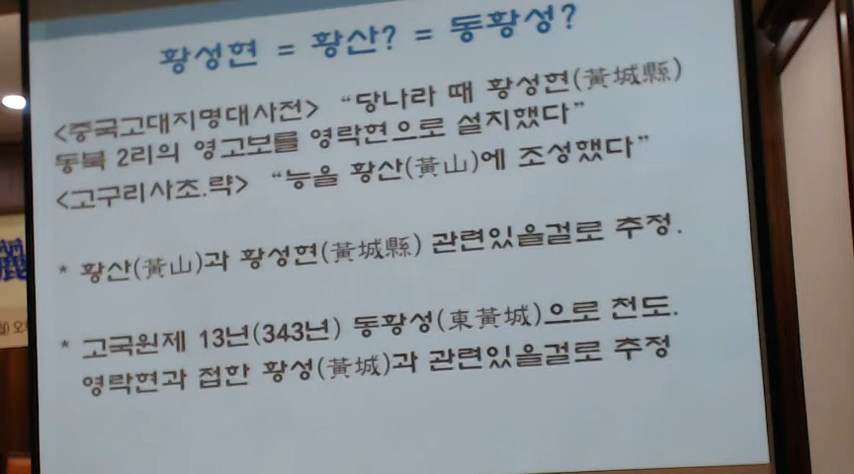 황성현 = 황산? = 동황성?
<중국고대지명대사전> “당나라 때 황성현(黃城縣)
동북 2리의 영고보를 영락현으로 설치했다”
<고구리사초.략> “능을 황산(黃山)에 조성했다”
* 황산(黃山)과 황성현(黃城縣) 관련있을걸로 추정.
* 고국원제 13년(343년) 동황성(東黃城)으로 천도.
영락현과 접한 황성(黃城)과 관련있을걸로 추정